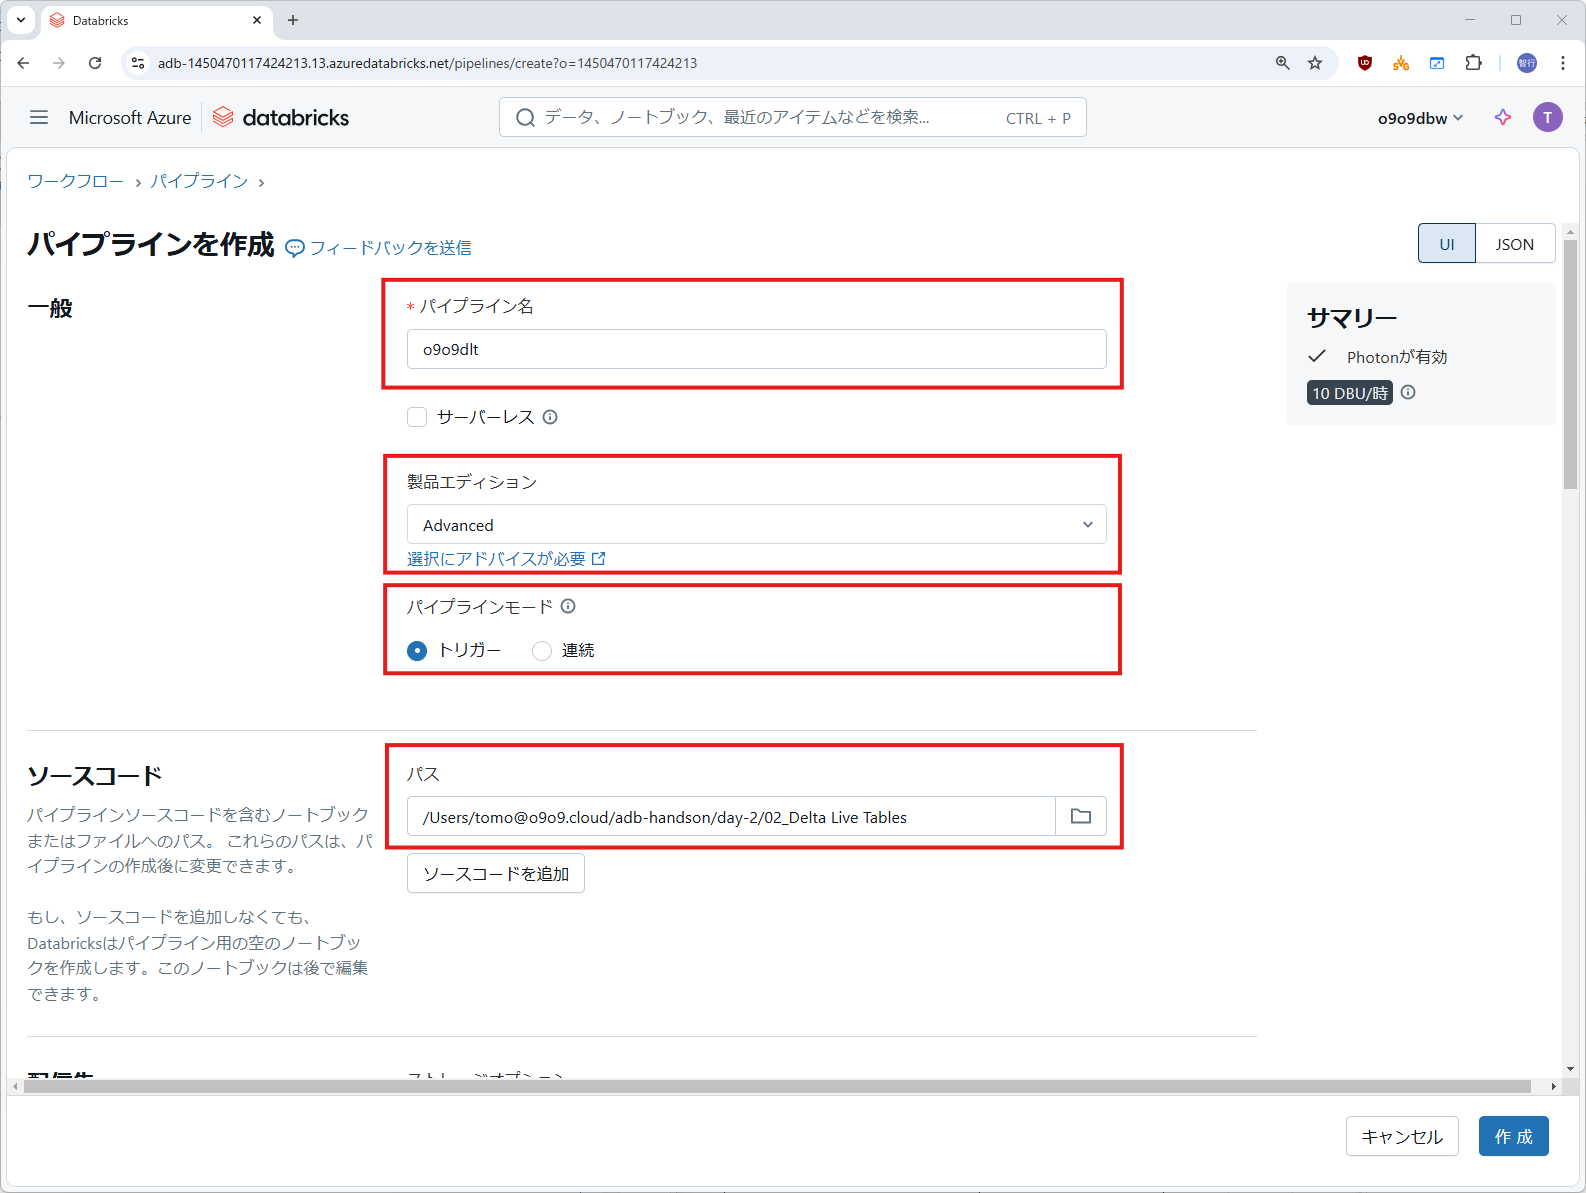 Databricks
adb-1450470117424213.13.azuredatabricks.net/pipelines/create?o=1450470117424213
智行
Microsoft Azure
databricks
データ、ノートブック、最近のアイテムなどを検索...
CTRL + P
o9o9dbw
T
ワークフロー › パイプライン ›
パイプラインを作成
フィードバックを送信
UI
JSON
一般
* パイプライン名
o9o9dlt
サーバーレス
製品エディション
Advanced
選択にアドバイスが必要
パイプラインモード
トリガー
連続
サマリー
Photonが有効
10 DBU/時
ソースコード
パイプラインソースコードを含むノートブック
またはファイルへのパス。 これらのパスは、パ
イプラインの作成後に変更できます。
もし、ソースコードを追加しなくても、
Databricksはパイプライン用の空のノートブッ
クを作成します。このノートブックは後で編集
できます。
パス
/Users/tomo@o9o9.cloud/adb-handson/day-2/02_Delta Live Tables
ソースコードを追加
配信先
ストレージオプション
キャンセル
作 成